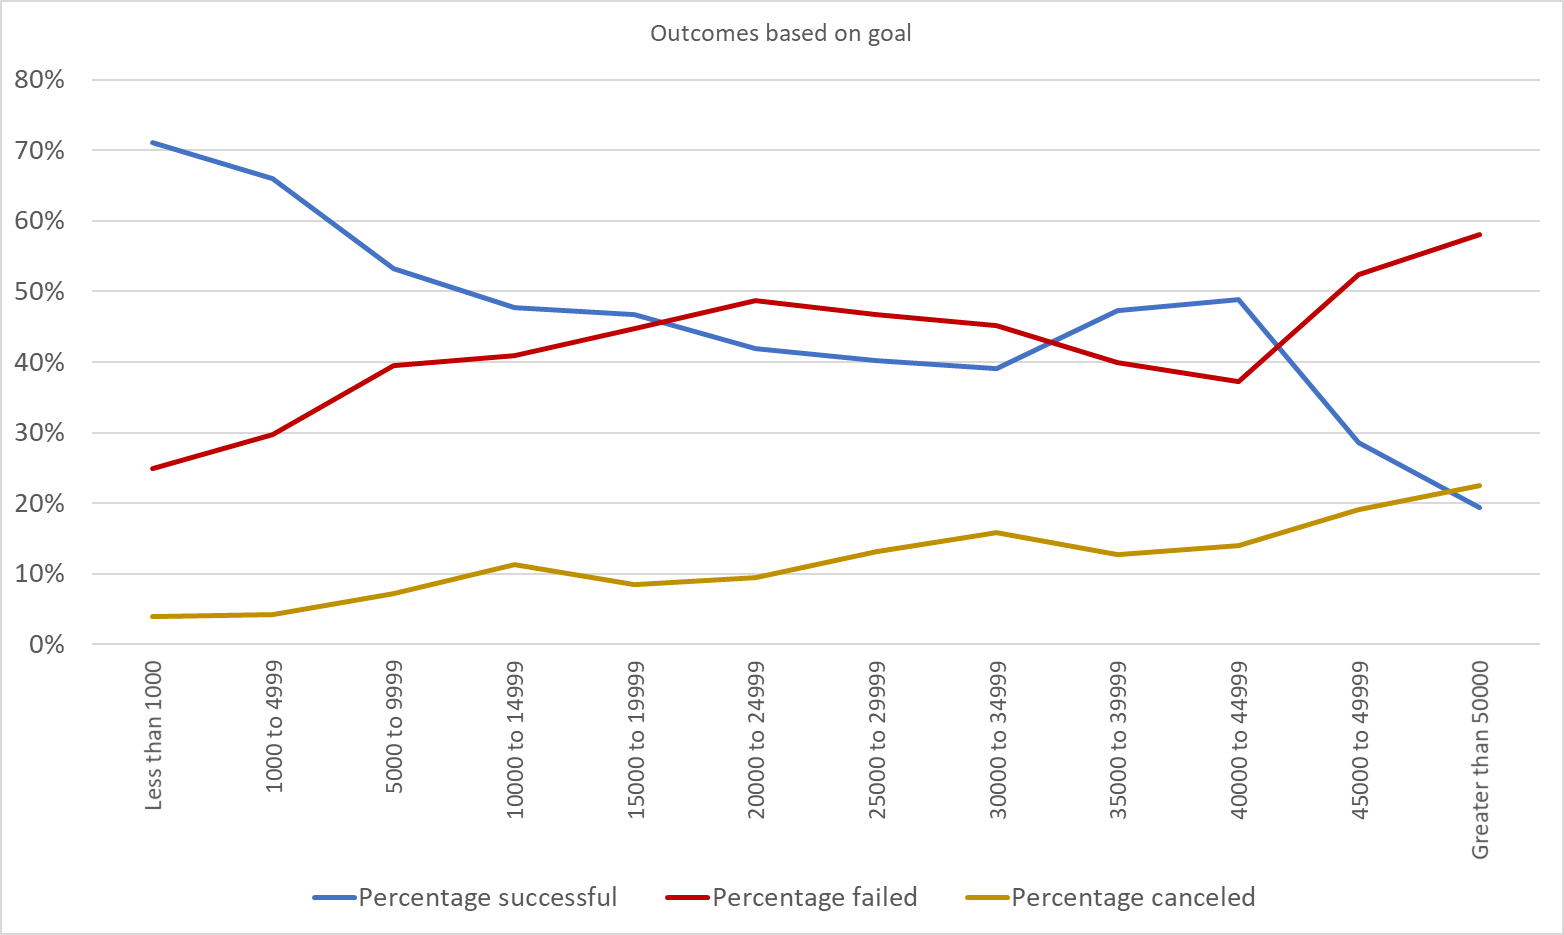 Outcomes based on goal
80%
70%
60%
50%
40%
30%
20%
10%
0%
Less than 1000
1000 to 4999
5000 to 9999
10000 to 14999
15000 to 19999
20000 to 24999
25000 to 29999
30000 to 34999
35000 to 39999
40000 to 44999
45000 to 49999
Greater than 50000
Percentage successful
Percentage failed
Percentage canceled